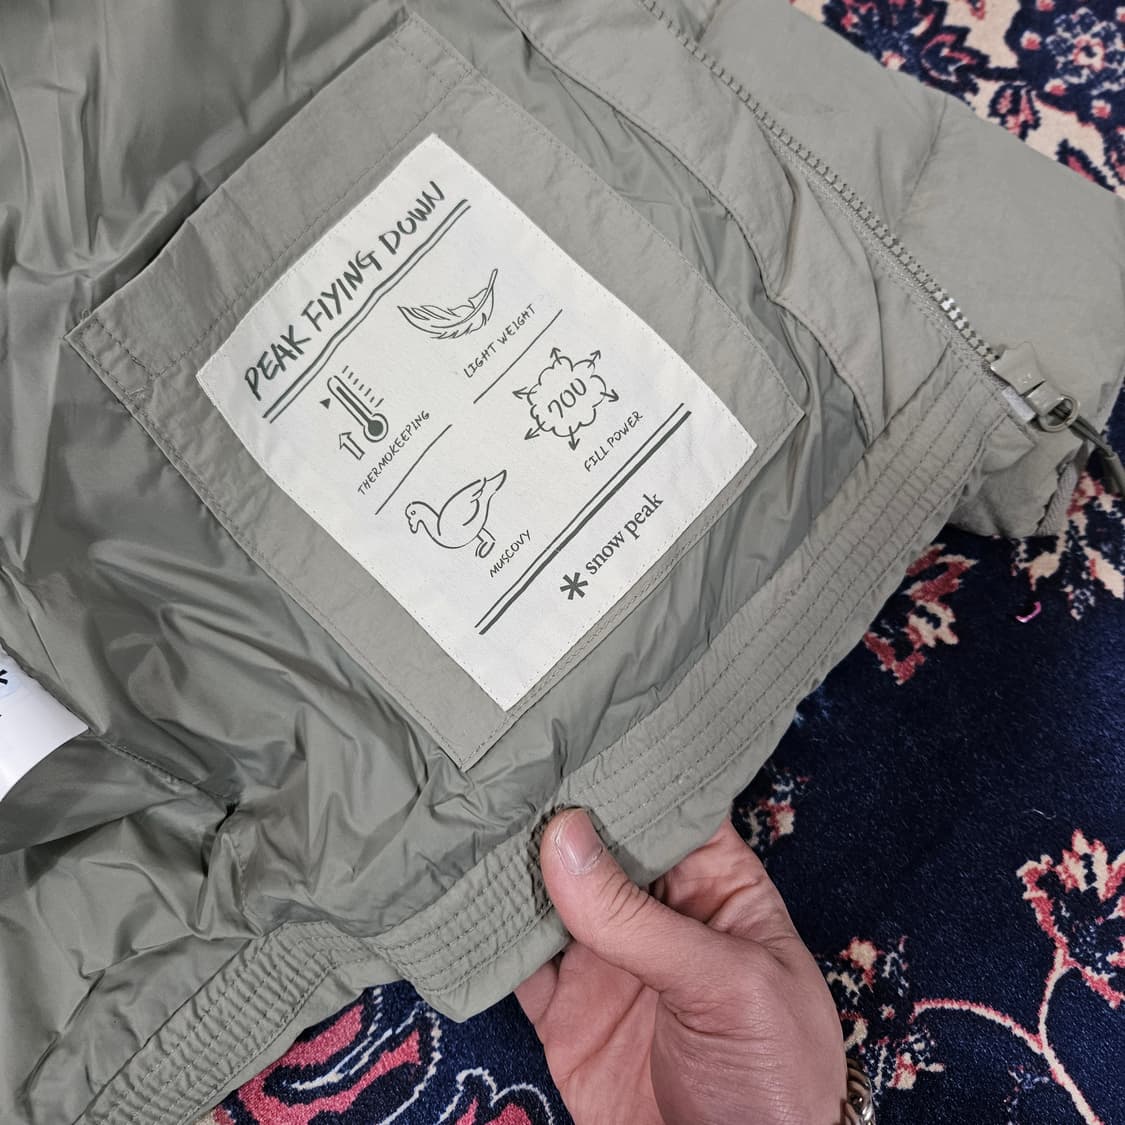 PEAK FLYING DOWN
LIGHT WEIGHT
THERMOKEEPING
700
FILL POWER
MUSCOVY
snow peak